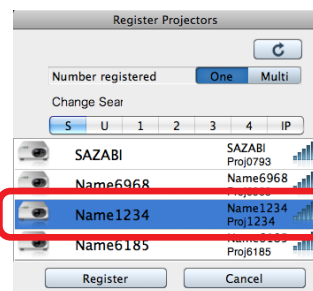 Register Projectors
Number registered One Multi
Change Sear
S U 1 2 3 4 IP
SAZABI SAZABI
Proj0793
Name6968 Name6968
Name1234 Name1234
Proj1234
Name6185
Proj6185
Register Cancel